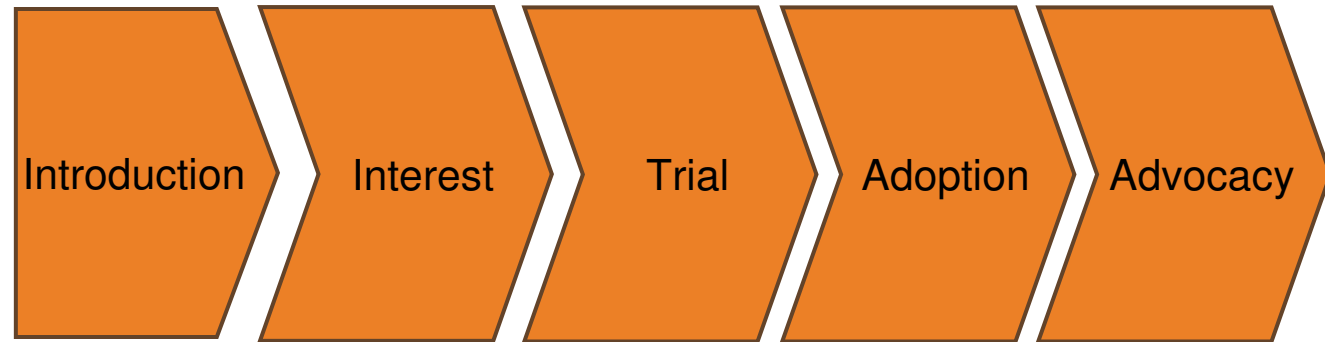 Introduction
Interest
Trial
Adoption
Advocacy